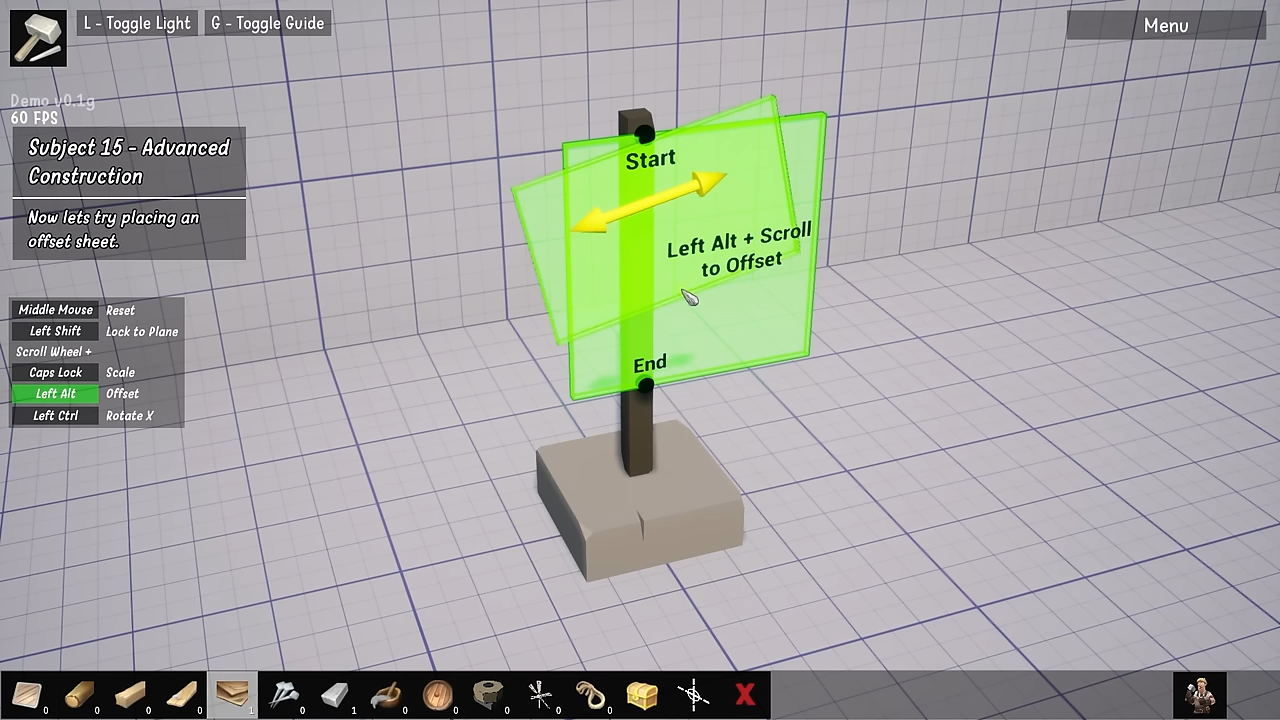 L - Toggle Light
G - Toggle Guide
Menu
Demo v0.1g
60 FPS
Subject 15 - Advanced
Construction
Now lets try placing an
offset sheet.
Middle Mouse Reset
Left Shift Lock to Plane
Scroll Wheel +
Caps Lock Scale
Left Alt Offset
Left Ctrl Rotate X
Start
Left Alt + Scroll
to Offset
End
0 0 0 1 0 1 0 0 0 0 0